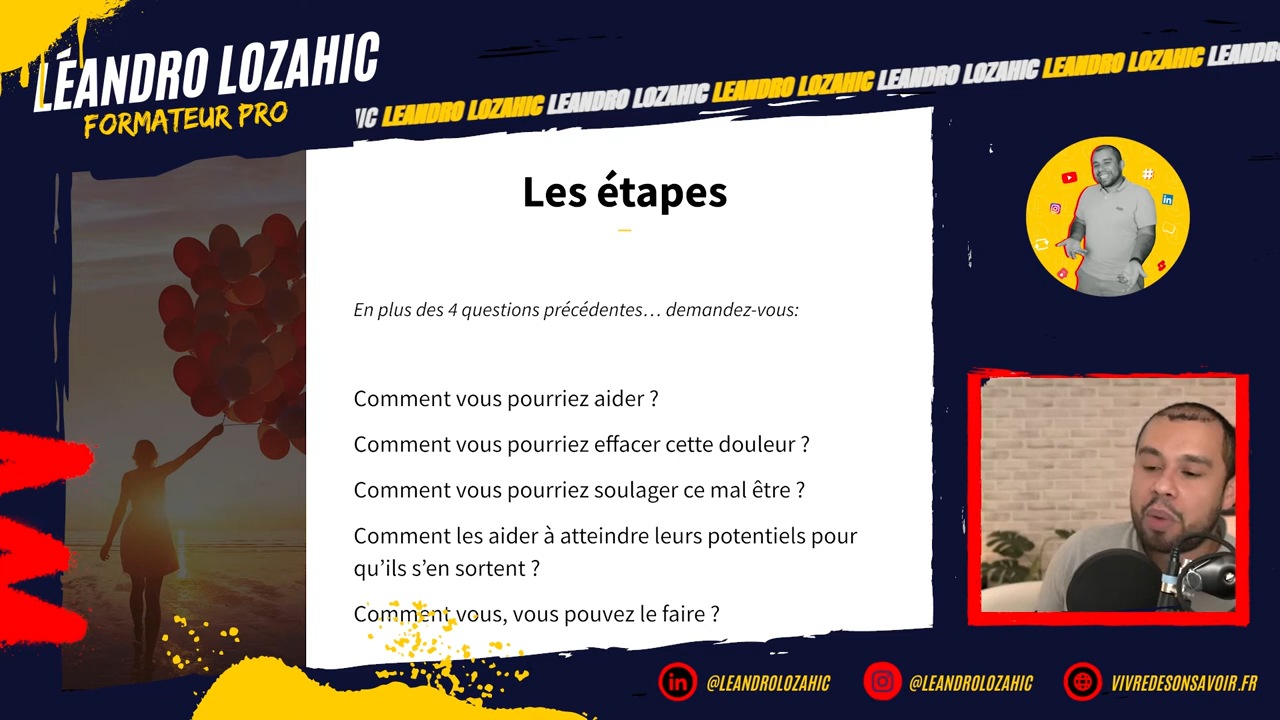 LÉANDRO LOZAHIC
FORMATEUR PRO
IC LEANDRO LOZAHIC LEANDRO LOZAHIC LEANDRO LOZAHIC LEANDRO LOZAHIC LEANDRO LOZAHIC LEANDRO
Les étapes
En plus des 4 questions précédentes… demandez-vous:
Comment vous pourriez aider ?
Comment vous pourriez effacer cette douleur ?
Comment vous pourriez soulager ce mal être ?
Comment les aider à atteindre leurs potentiels pour
qu’ils s’en sortent ?
Comment vous, vous pouvez le faire ?
@LEANDROLOZAHIC
@LEANDROLOZAHIC
VIVREDESONSAVOIR.FR